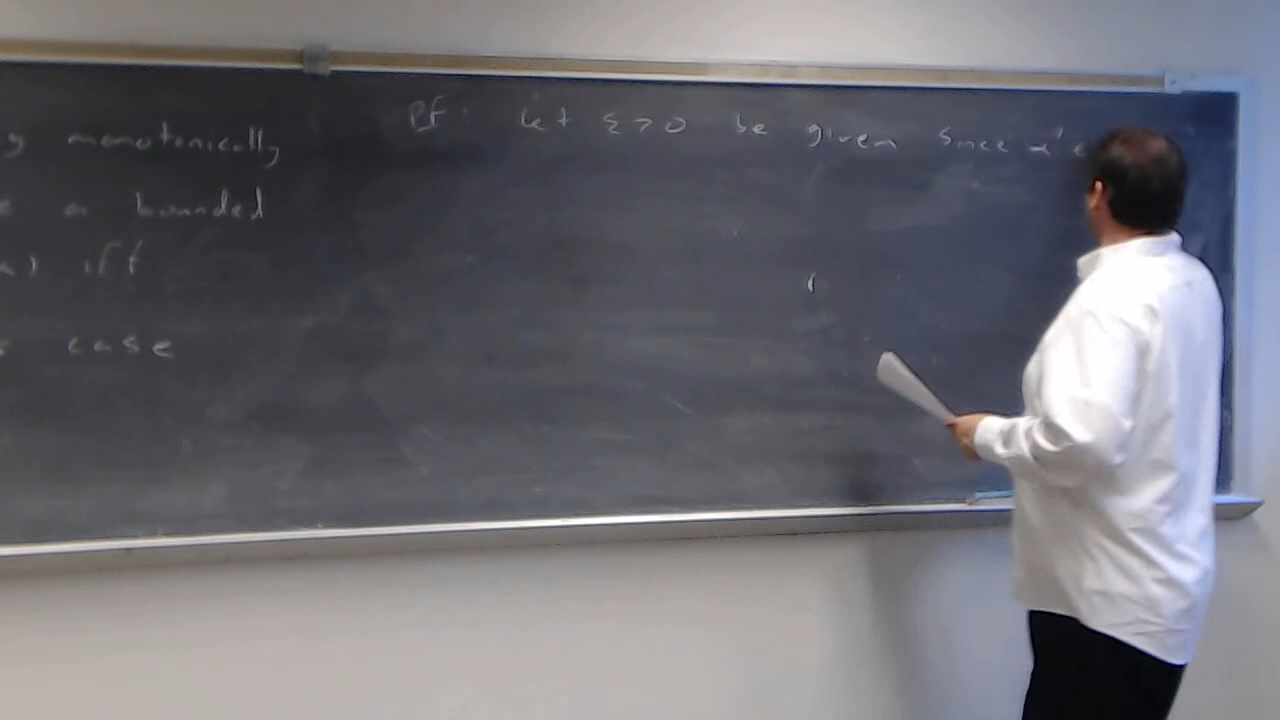 y monotonically
e a bounded
α) iff
s case
Pf: Let ε>0 be given Since α' ∈